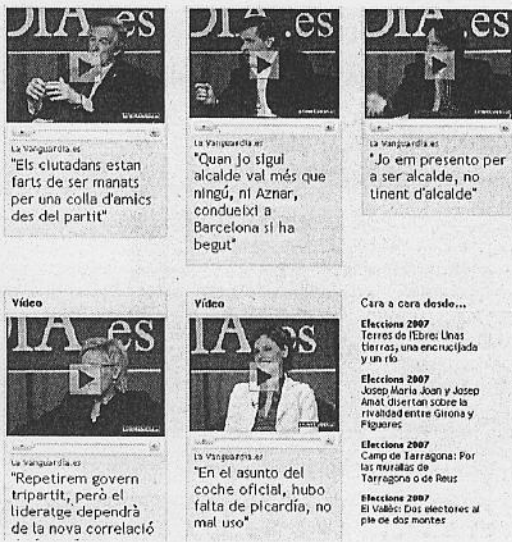 DIA.es
La Vanguardia.es
"Els ciutadans estan
farts de ser manats
per una colla d'amics
des del partit"
DIA.es
La Vanguardia.es
"Quan jo sigui
alcalde val més que
ningú, ni Aznar,
condueixi a
Barcelona si ha
begut"
DIA.es
La Vanguardia.es
"Jo em presento per
a ser alcalde, no
tinent d'alcalde"
Vídeo
DIA.es
La Vanguardia.es
"Repetirem govern
tripartit, però el
lideratge dependrà
de la nova correlació
Vídeo
DIA.es
La Vanguardia.es
"En el asunto del
coche oficial, hubo
falta de picardía, no
mal uso"
Cara a cara desde...
Eleccions 2007
Terres de l'Ebre: Unas
tierras, una encrucijada
y un río
Eleccions 2007
Josep Maria Joan y Josep
Amat disertan sobre la
rivalidad entre Girona y
Figueres
Eleccions 2007
Camp de Tarragona: Por
las murallas de
Tarragona o de Reus
Eleccions 2007
El Vallès: Dos electores al
pie de dos montes